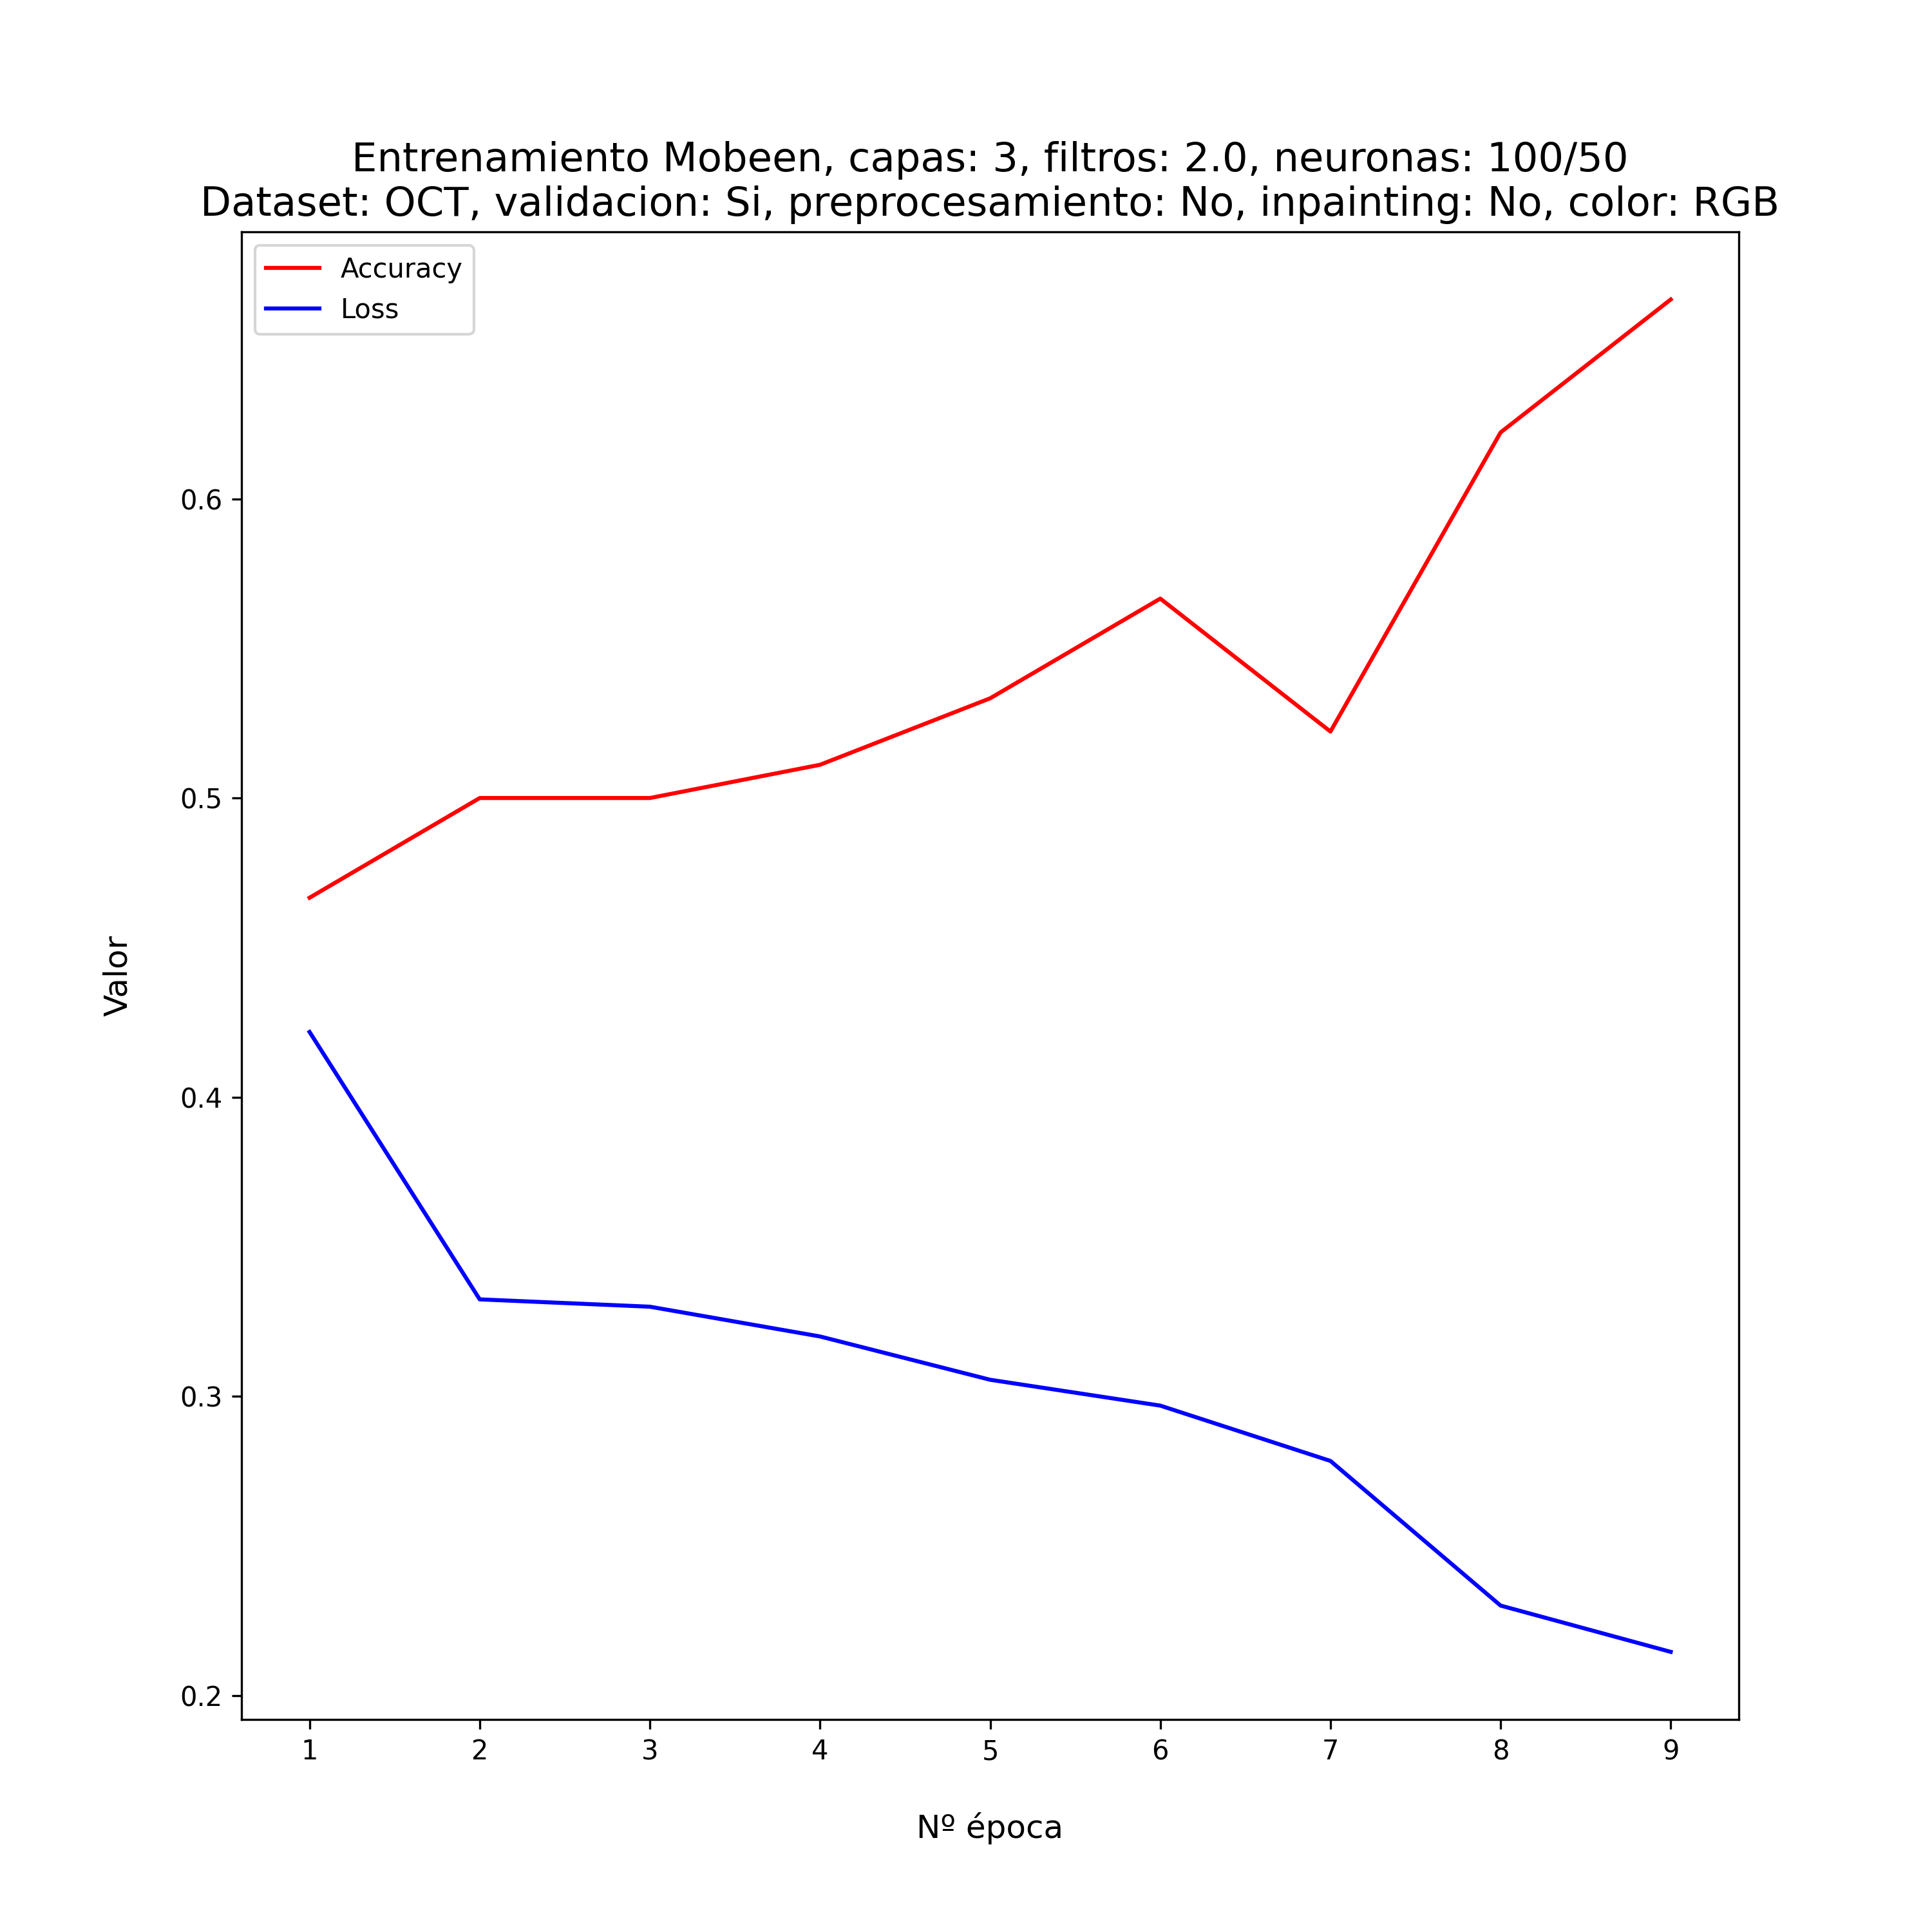 Entrenamiento Mobeen, capas: 3, filtros: 2.0, neuronas: 100/50
Dataset: OCT, validacion: Si, preprocesamiento: No, inpainting: No, color: RGB
Accuracy
Loss
0.6
0.5
0.4
0.3
0.2
Valor
1 2 3 4 5 6 7 8 9
Nº época